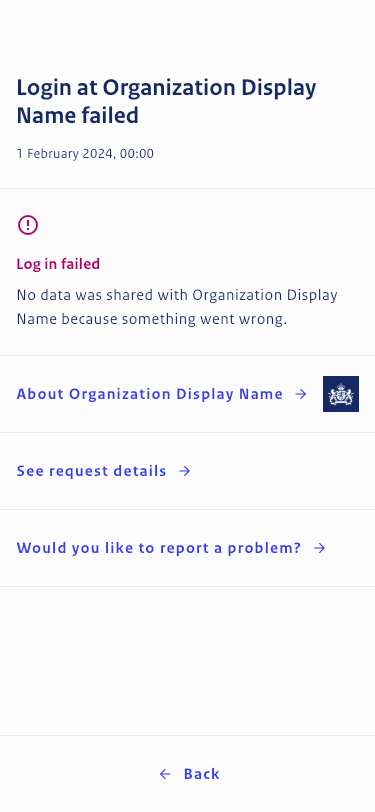 Login at Organization Display
Name failed
1 February 2024, 00:00
Log in failed
No data was shared with Organization Display
Name because something went wrong.
About Organization Display Name
See request details
Would you like to report a problem?
Back